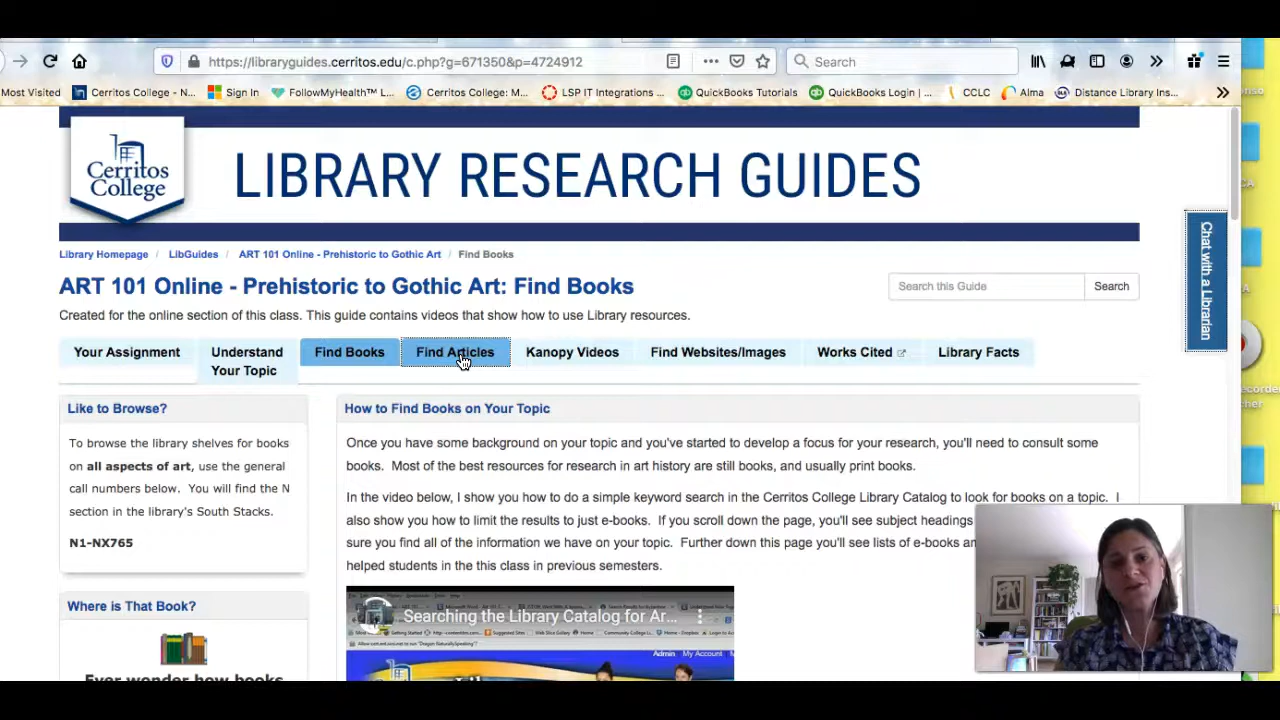 https://libraryguides.cerritos.edu/c.php?g=671350&p=4724912
Search
Most Visited
Cerritos College - N...
Sign In
FollowMyHealth™ L...
Cerritos College: M...
LSP IT Integrations ...
QuickBooks Tutorials
QuickBooks Login | ...
CCLC
Alma
Distance Library Ins...
Cerritos
College
LIBRARY RESEARCH GUIDES
Chat with a Librarian
Library Homepage / LibGuides / ART 101 Online - Prehistoric to Gothic Art / Find Books
ART 101 Online - Prehistoric to Gothic Art: Find Books
Search this Guide
Search
Created for the online section of this class. This guide contains videos that show how to use Library resources.
Your Assignment
Understand
Your Topic
Find Books
Find Articles
Kanopy Videos
Find Websites/Images
Works Cited
Library Facts
Like to Browse?
To browse the library shelves for books
on all aspects of art, use the general
call numbers below. You will find the N
section in the library's South Stacks.
N1-NX765
Where is That Book?
Ever wonder how books
How to Find Books on Your Topic
Once you have some background on your topic and you've started to develop a focus for your research, you'll need to consult some
books. Most of the best resources for research in art history are still books, and usually print books.
In the video below, I show you how to do a simple keyword search in the Cerritos College Library Catalog to look for books on a topic. I
also show you how to limit the results to just e-books. If you scroll down the page, you'll see subject headings
sure you find all of the information we have on your topic. Further down this page you'll see lists of e-books
helped students in the this class in previous semesters.
Searching the Library Catalog for Ar...
Admin My Account